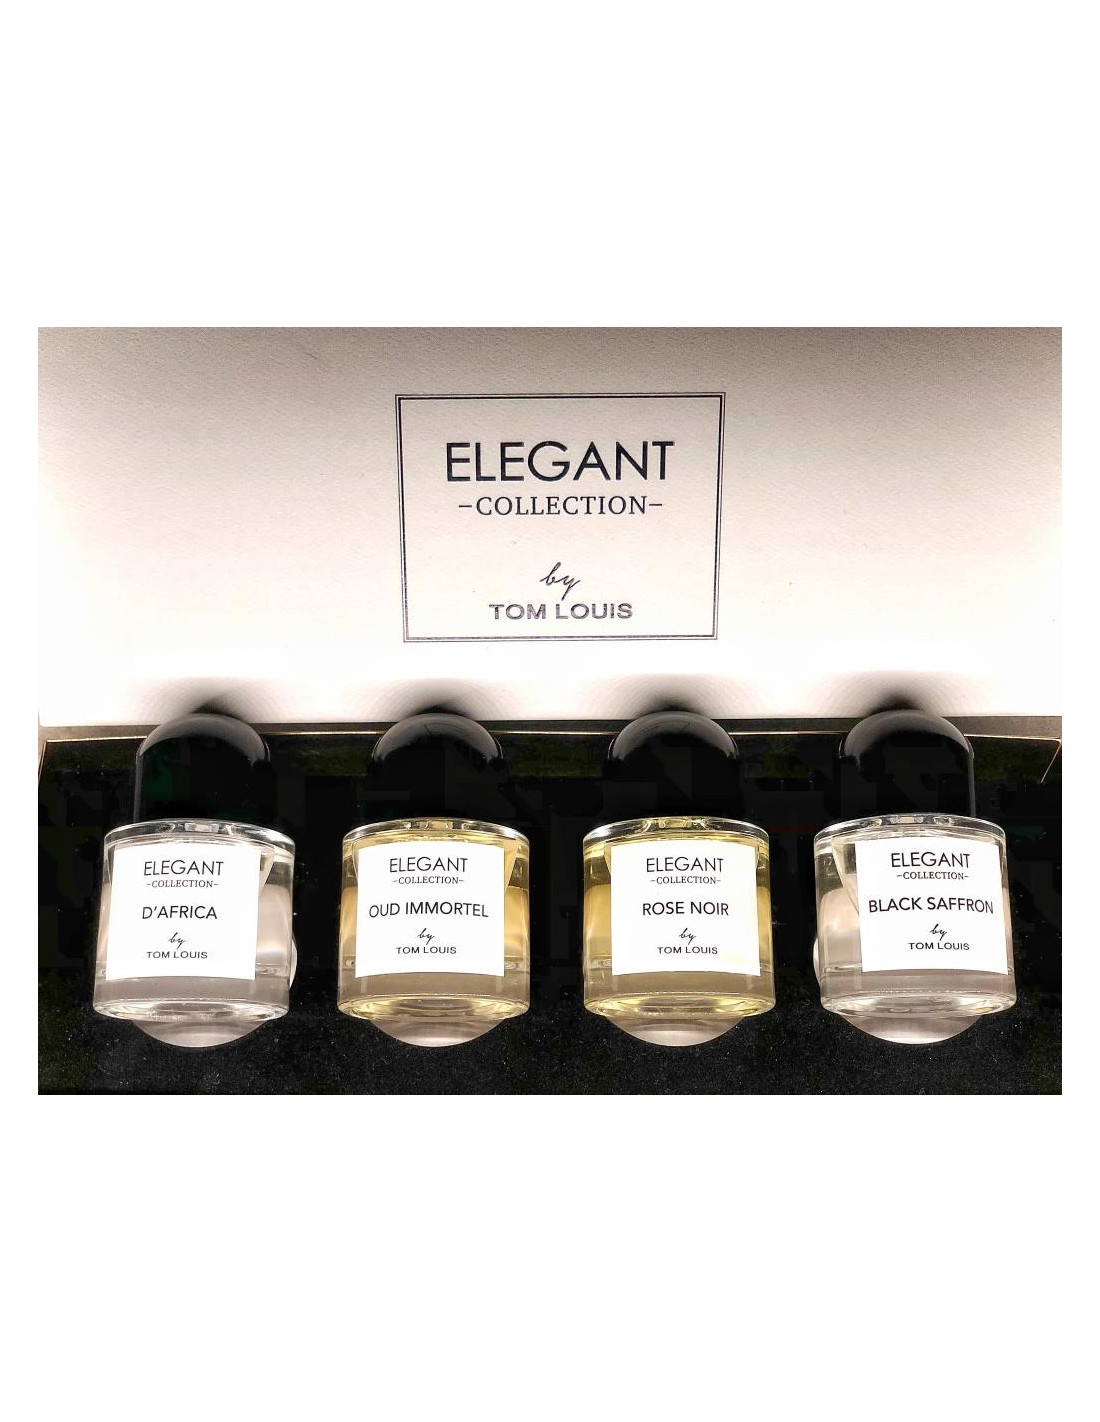 ELEGANT
-COLLECTION-
by
TOM LOUIS
ELEGANT
-COLLECTION-
D'AFRICA
by
TOM LOUIS
ELEGANT
-COLLECTION-
OUD IMMORTEL
by
TOM LOUIS
ELEGANT
-COLLECTION-
ROSE NOIR
by
TOM LOUIS
ELEGANT
-COLLECTION-
BLACK SAFFRON
by
TOM LOUIS